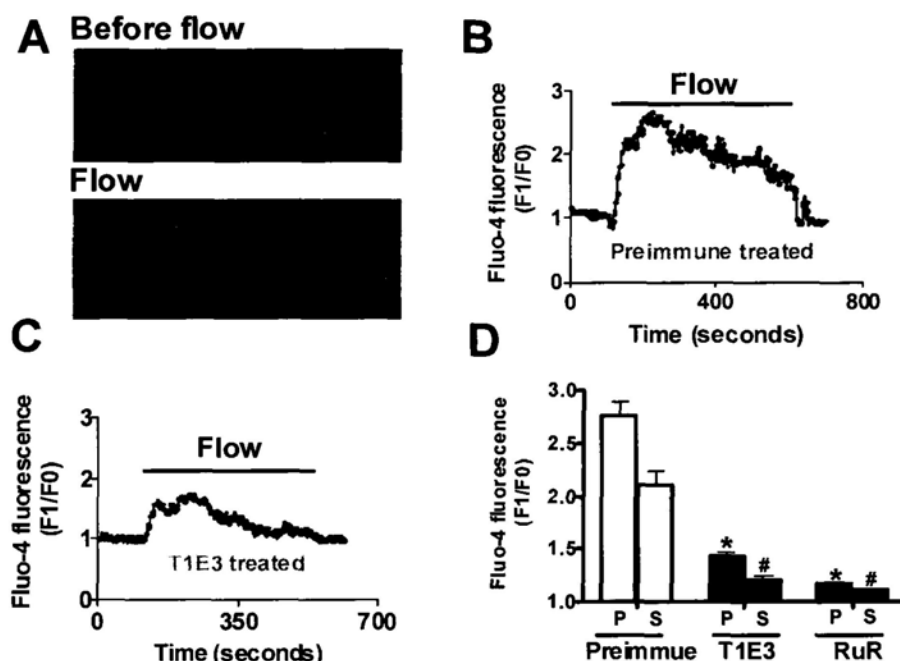 A
Before flow
Flow
B
Fluo-4 fluorescence
(F1/F0)
3
2
1
0
Flow
Preimmune treated
0
400
800
Time (seconds)
C
Fluo-4 fluorescence
(F1/F0)
3
2
1
0
Flow
T1E3 treated
0
350
700
Time (seconds)
D
Fluo-4 fluorescence
(F1/F0)
3.0
2.5
2.0
1.5
1.0
*
#
*
#
P S P S P S
Preimmue T1E3 RuR